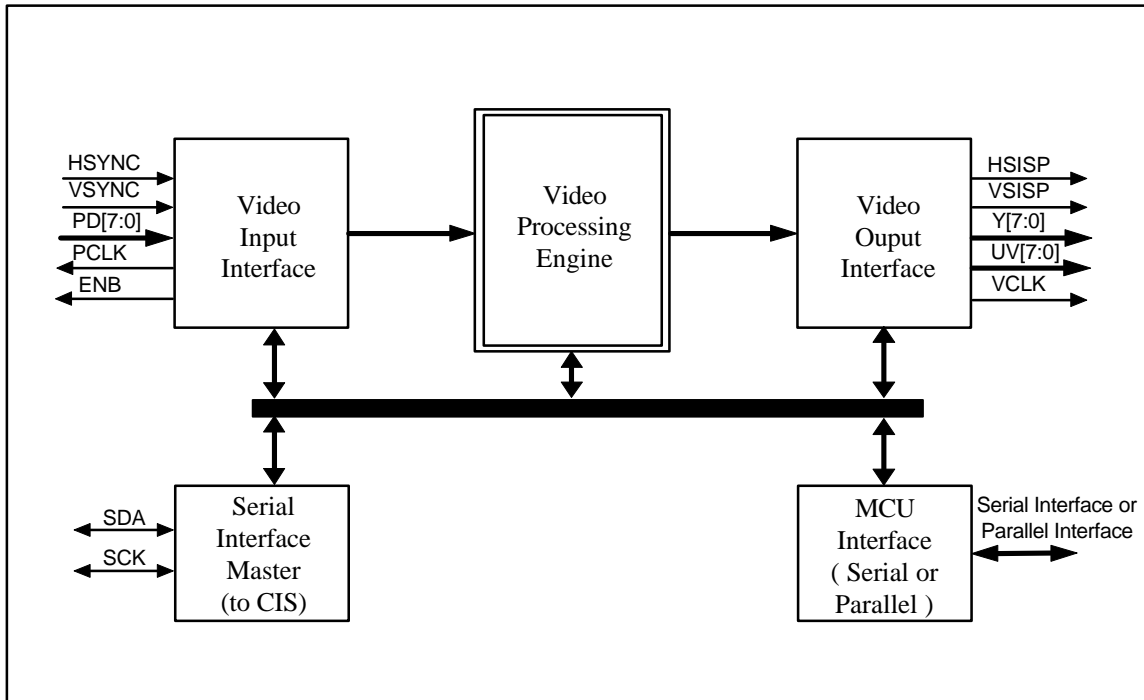 HSYNC
VSYNC
PD[7:0]
PCLK
ENB
Video
Input
Interface
Video
Processing
Engine
Video
Ouput
Interface
HSISP
VSISP
Y[7:0]
UV[7:0]
VCLK
SDA
SCK
Serial
Interface
Master
(to CIS)
MCU
Interface
( Serial or
Parallel )
Serial Interface or
Parallel Interface